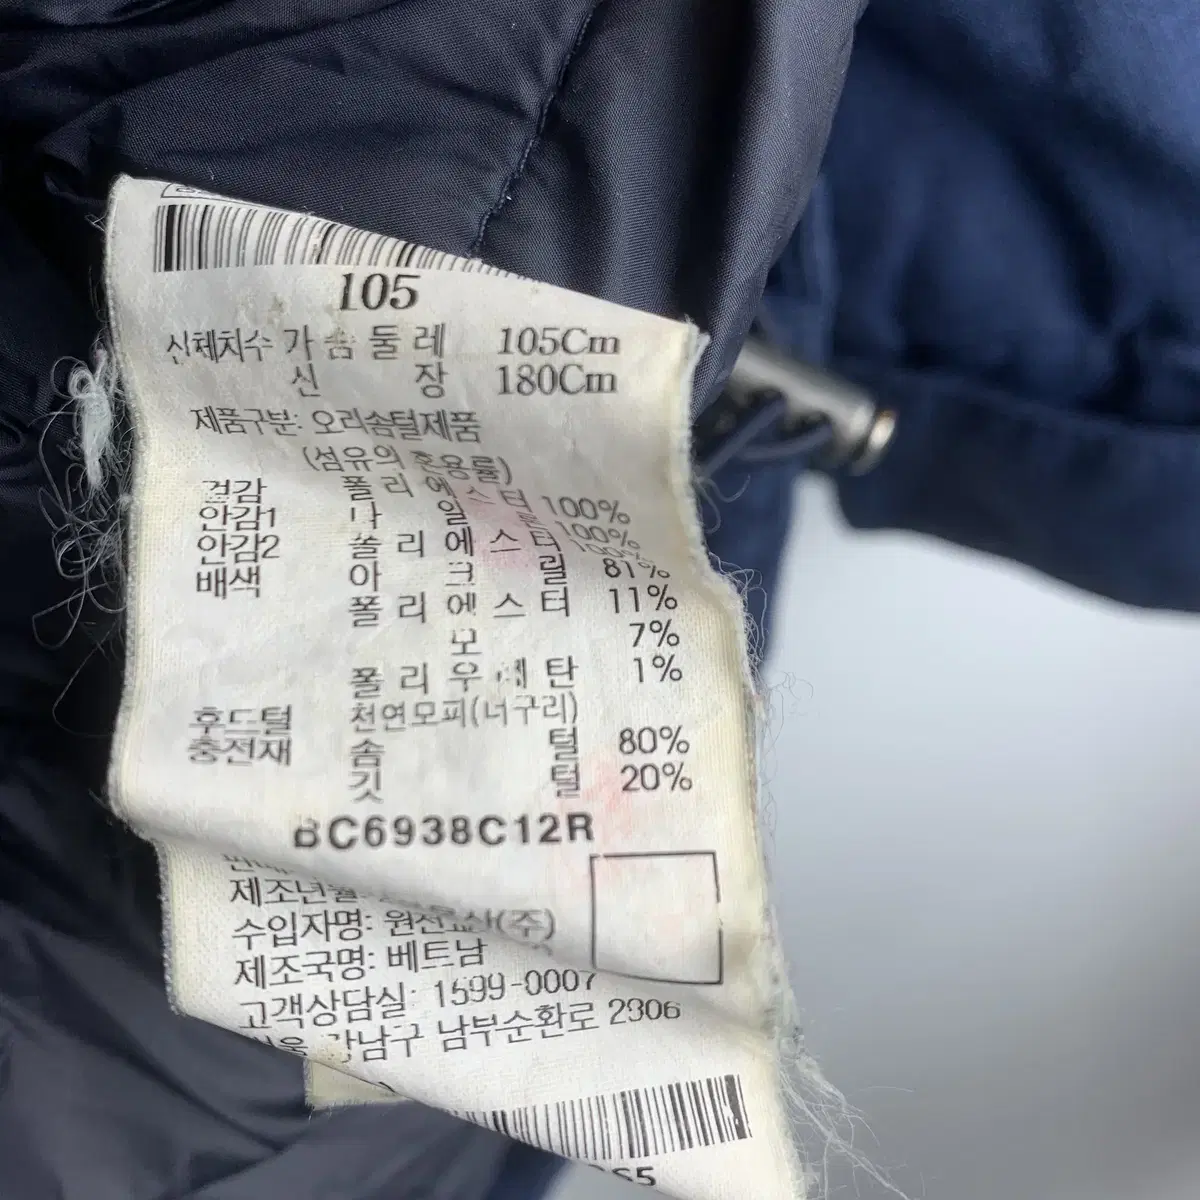 105
신체치수 가슴둘레 105Cm
신 장 180Cm
제품구분: 오리솜털제품
(섬유의 혼용률)
겉감 폴리에스터 100%
안감1 나일론 100%
안감2 폴리에스터 100%
배색 아크릴 81%
폴리에스터 11%
모 7%
폴리우레탄 1%
후드털 천연모피(너구리)
충전재 솜털 80%
깃털 20%
BC6938C12R
제조년월:
수입자명: (주)
제조국명: 베트남
고객상담실: 1599-0007
서울 강남구 남부순환로 2806